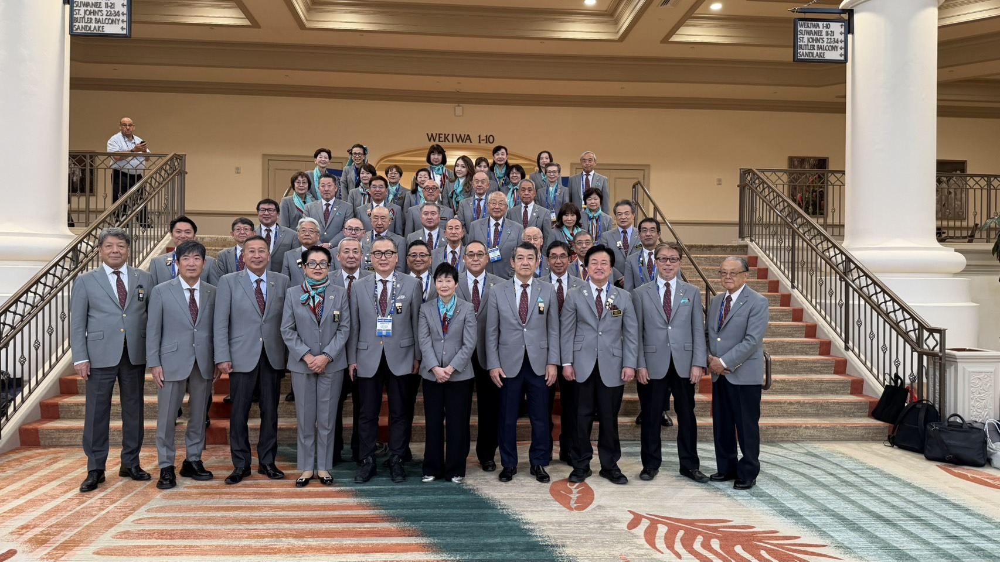 SUWANEE 11-21
ST. JOHN'S 22-34
BUTLER BALCONY
SANDLAKE
WEKIWA 1-10
SUWANEE 11-21
ST. JOHN'S 22-34
BUTLER BALCONY
SANDLAKE
WEKIWA 1-10